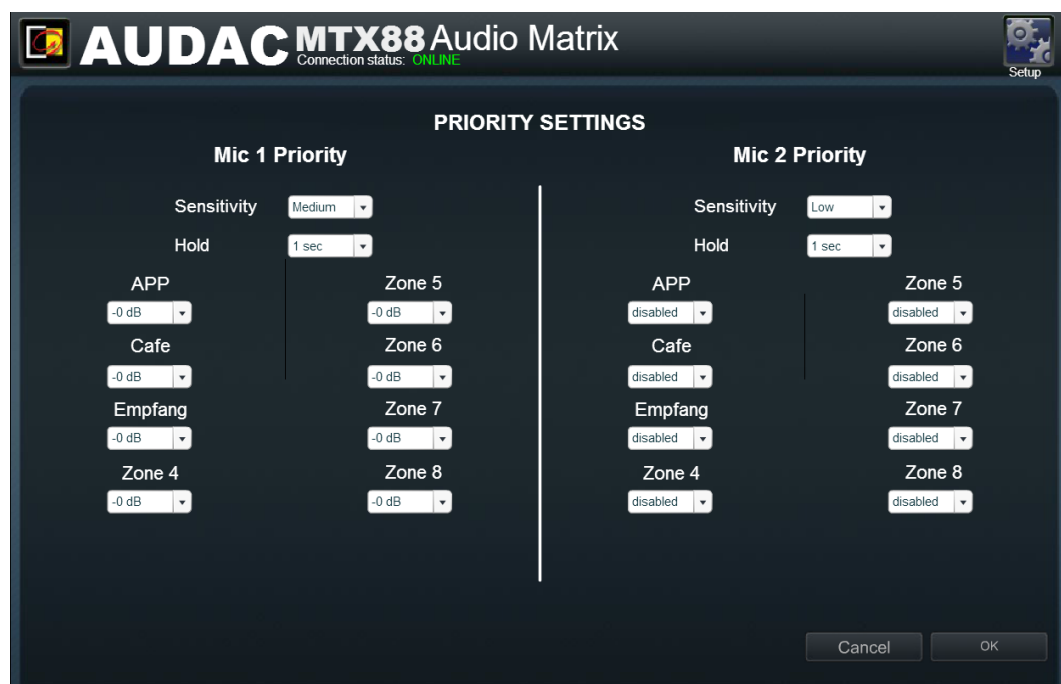 AUDAC MTX88 Audio Matrix
Connection status: ONLINE
Setup
PRIORITY SETTINGS
Mic 1 Priority
Sensitivity Medium
Hold 1 sec
APP Zone 5
-0 dB -0 dB
Cafe Zone 6
-0 dB -0 dB
Empfang Zone 7
-0 dB -0 dB
Zone 4 Zone 8
-0 dB -0 dB
Mic 2 Priority
Sensitivity Low
Hold 1 sec
APP Zone 5
disabled disabled
Cafe Zone 6
disabled disabled
Empfang Zone 7
disabled disabled
Zone 4 Zone 8
disabled disabled
Cancel OK